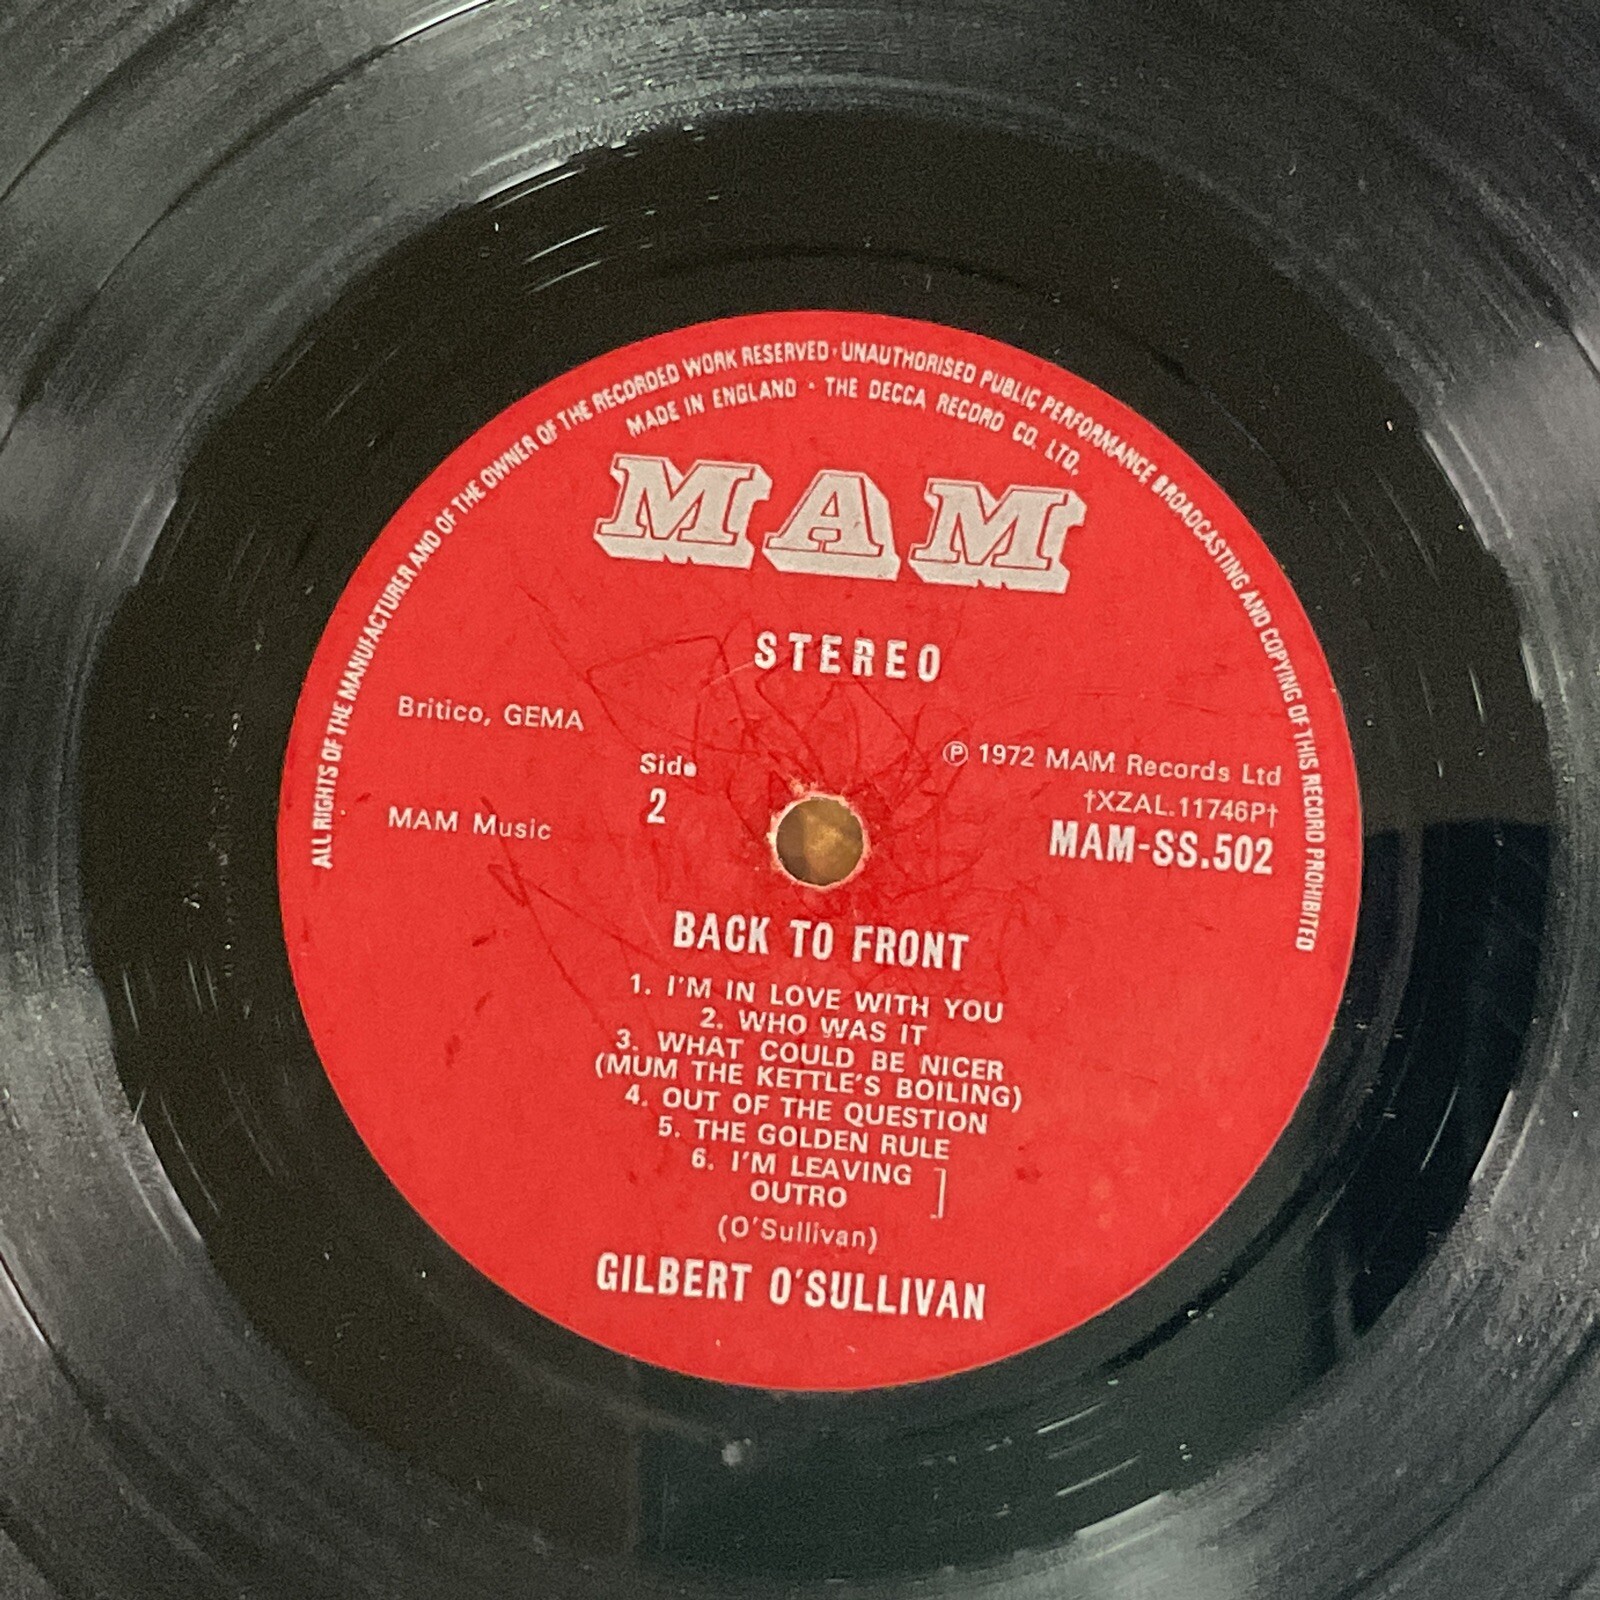 ALL RIGHTS OF THE MANUFACTURER AND OF THE OWNER OF THE RECORDED WORK RESERVED · UNAUTHORISED PUBLIC PERFORMANCE BROADCASTING AND COPYING OF THIS RECORD PROHIBITED
MADE IN ENGLAND · THE DECCA RECORD CO. LTD.
MAM
STEREO
Britico, GEMA
MAM Music
Side
2
℗ 1972 MAM Records Ltd
†XZAL.11746P†
MAM-SS.502
BACK TO FRONT
1. I'M IN LOVE WITH YOU
2. WHO WAS IT
3. WHAT COULD BE NICER
(MUM THE KETTLE'S BOILING)
4. OUT OF THE QUESTION
5. THE GOLDEN RULE
6. I'M LEAVING
OUTRO
(O'Sullivan)
GILBERT O'SULLIVAN